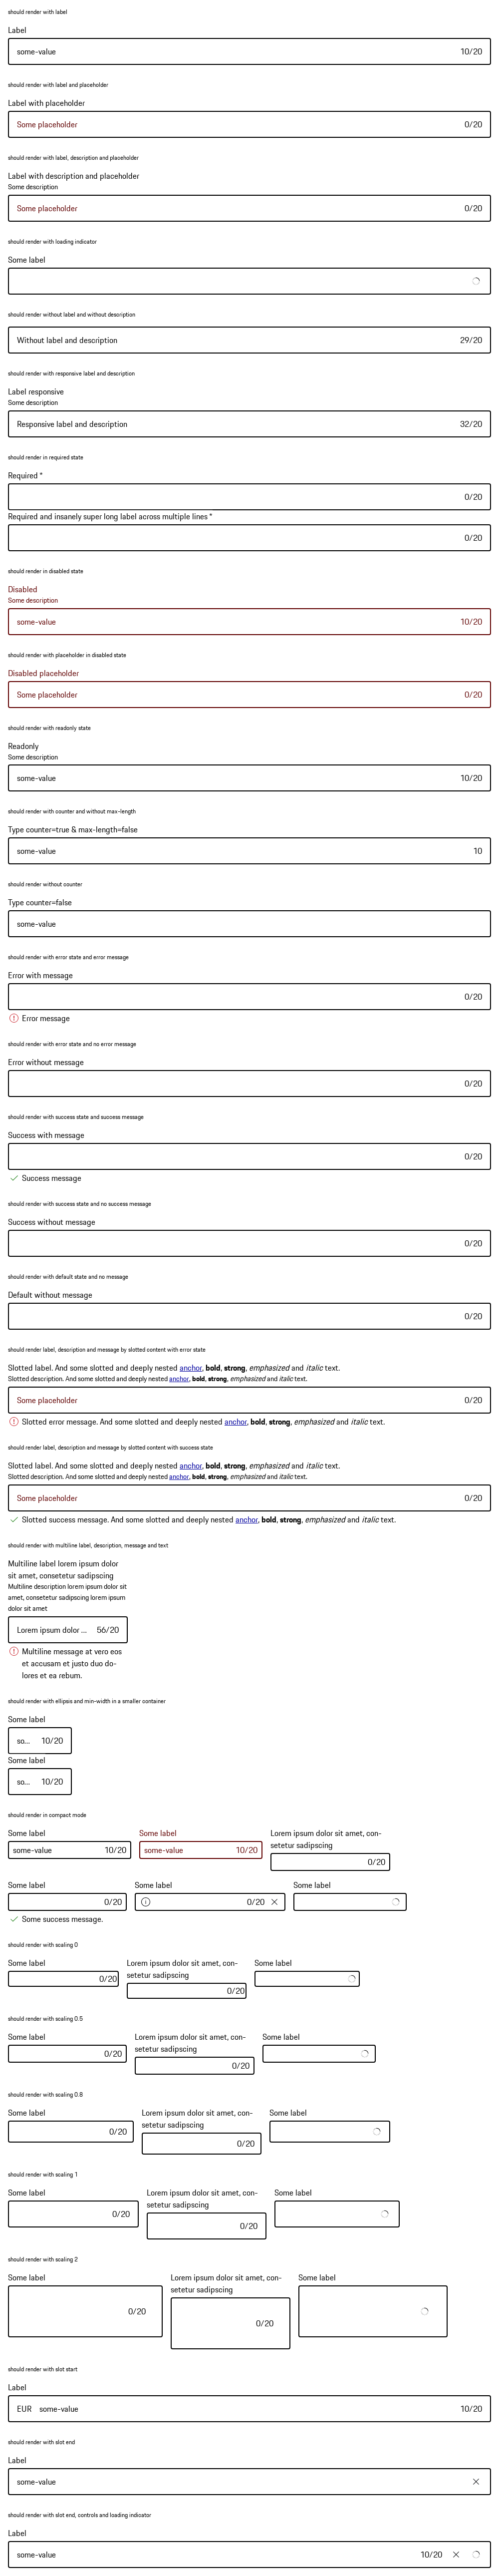 should render with label
Label
some-value 10/20
should render with label and placeholder
Label with placeholder
Some placeholder 0/20
should render with label, description and placeholder
Label with description and placeholder
Some description
Some placeholder 0/20
should render with loading indicator
Some label
should render without label and without description
Without label and description 29/20
should render with responsive label and description
Label responsive
Some description
Responsive label and description 32/20
should render in required state
Required *
0/20
Required and insanely super long label across multiple lines *
0/20
should render in disabled state
Disabled
Some description
some-value 10/20
should render with placeholder in disabled state
Disabled placeholder
Some placeholder 0/20
should render with readonly state
Readonly
Some description
some-value 10/20
should render with counter and without max-length
Type counter=true & max-length=false
some-value 10
should render without counter
Type counter=false
some-value
should render with error state and error message
Error with message
0/20
Error message
should render with error state and no error message
Error without message
0/20
should render with success state and success message
Success with message
0/20
Success message
should render with success state and no success message
Success without message
0/20
should render with default state and no message
Default without message
0/20
should render label, description and message by slotted content with error state
Slotted label. And some slotted and deeply nested anchor, bold, strong, emphasized and italic text.
Slotted description. And some slotted and deeply nested anchor, bold, strong, emphasized and italic text.
Some placeholder 0/20
Slotted error message. And some slotted and deeply nested anchor, bold, strong, emphasized and italic text.
should render label, description and message by slotted content with success state
Slotted label. And some slotted and deeply nested anchor, bold, strong, emphasized and italic text.
Slotted description. And some slotted and deeply nested anchor, bold, strong, emphasized and italic text.
Some placeholder 0/20
Slotted success message. And some slotted and deeply nested anchor, bold, strong, emphasized and italic text.
should render with multiline label, description, message and text
Multiline label lorem ipsum dolor
sit amet, consetetur sadipscing
Multiline description lorem ipsum dolor sit
amet, consetetur sadipscing lorem ipsum
dolor sit amet
Lorem ipsum dolor ... 56/20
Multiline message at vero eos
et accusam et justo duo do-
lores et ea rebum.
should render with ellipsis and min-width in a smaller container
Some label
so... 10/20
Some label
so... 10/20
should render in compact mode
Some label Some label Lorem ipsum dolor sit amet, con-
setetur sadipscing
some-value 10/20 some-value 10/20
0/20
Some label Some label Some label
0/20 0/20
Some success message.
should render with scaling 0
Some label Lorem ipsum dolor sit amet, con- Some label
setetur sadipscing
0/20
0/20
should render with scaling 0.5
Some label Lorem ipsum dolor sit amet, con- Some label
setetur sadipscing
0/20
0/20
should render with scaling 0.8
Some label Lorem ipsum dolor sit amet, con- Some label
setetur sadipscing
0/20
0/20
should render with scaling 1
Some label Lorem ipsum dolor sit amet, con- Some label
setetur sadipscing
0/20
0/20
should render with scaling 2
Some label Lorem ipsum dolor sit amet, con- Some label
setetur sadipscing
0/20
0/20
should render with slot start
Label
EUR some-value 10/20
should render with slot end
Label
some-value
should render with slot end, controls and loading indicator
Label
some-value 10/20